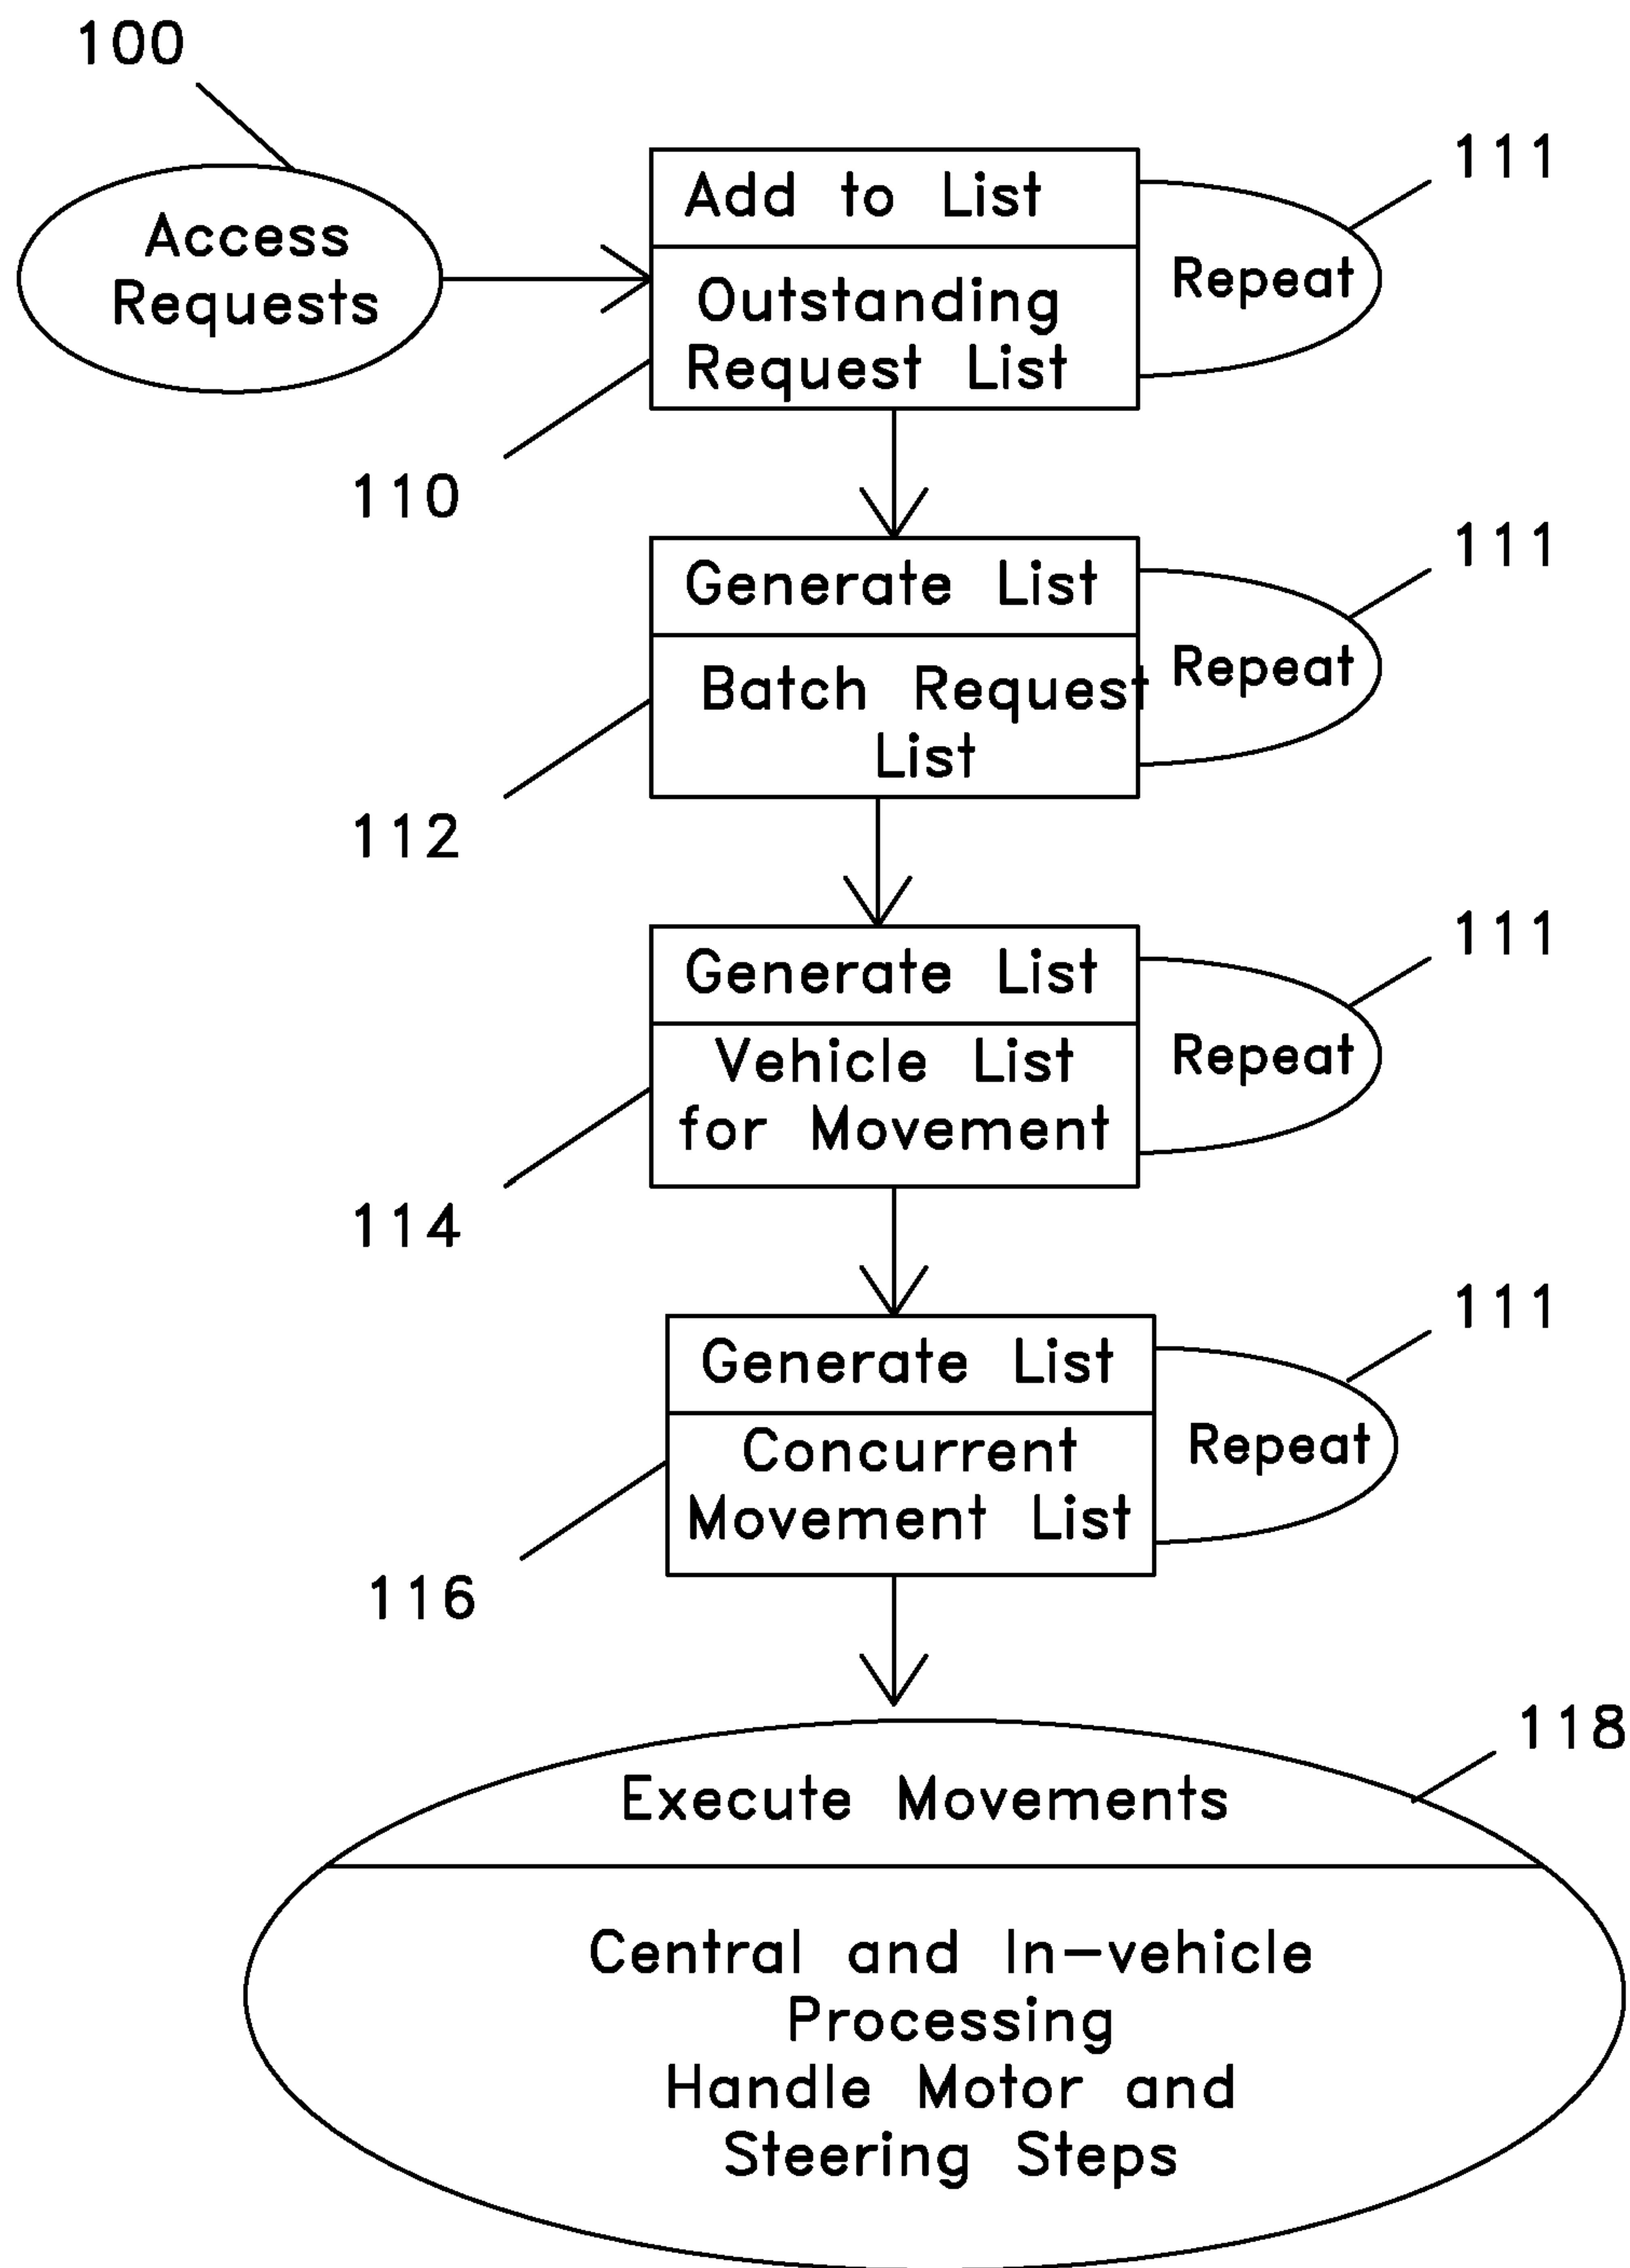 100
Access
Requests
Add to List
Outstanding
Request List
Repeat
111
110
Generate List
Batch Request
List
Repeat
111
112
Generate List
Vehicle List
for Movement
Repeat
111
114
Generate List
Concurrent
Movement List
Repeat
111
116
118
Execute Movements
Central and In-vehicle
Processing
Handle Motor and
Steering Steps